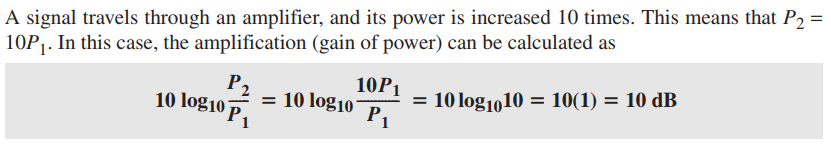 A signal travels through an amplifier, and its power is increased 10 times. This means that P₂ =
10P₁. In this case, the amplification (gain of power) can be calculated as
10 log₁₀ P₂/P₁ = 10 log₁₀ 10P₁/P₁ = 10 log₁₀10 = 10(1) = 10 dB